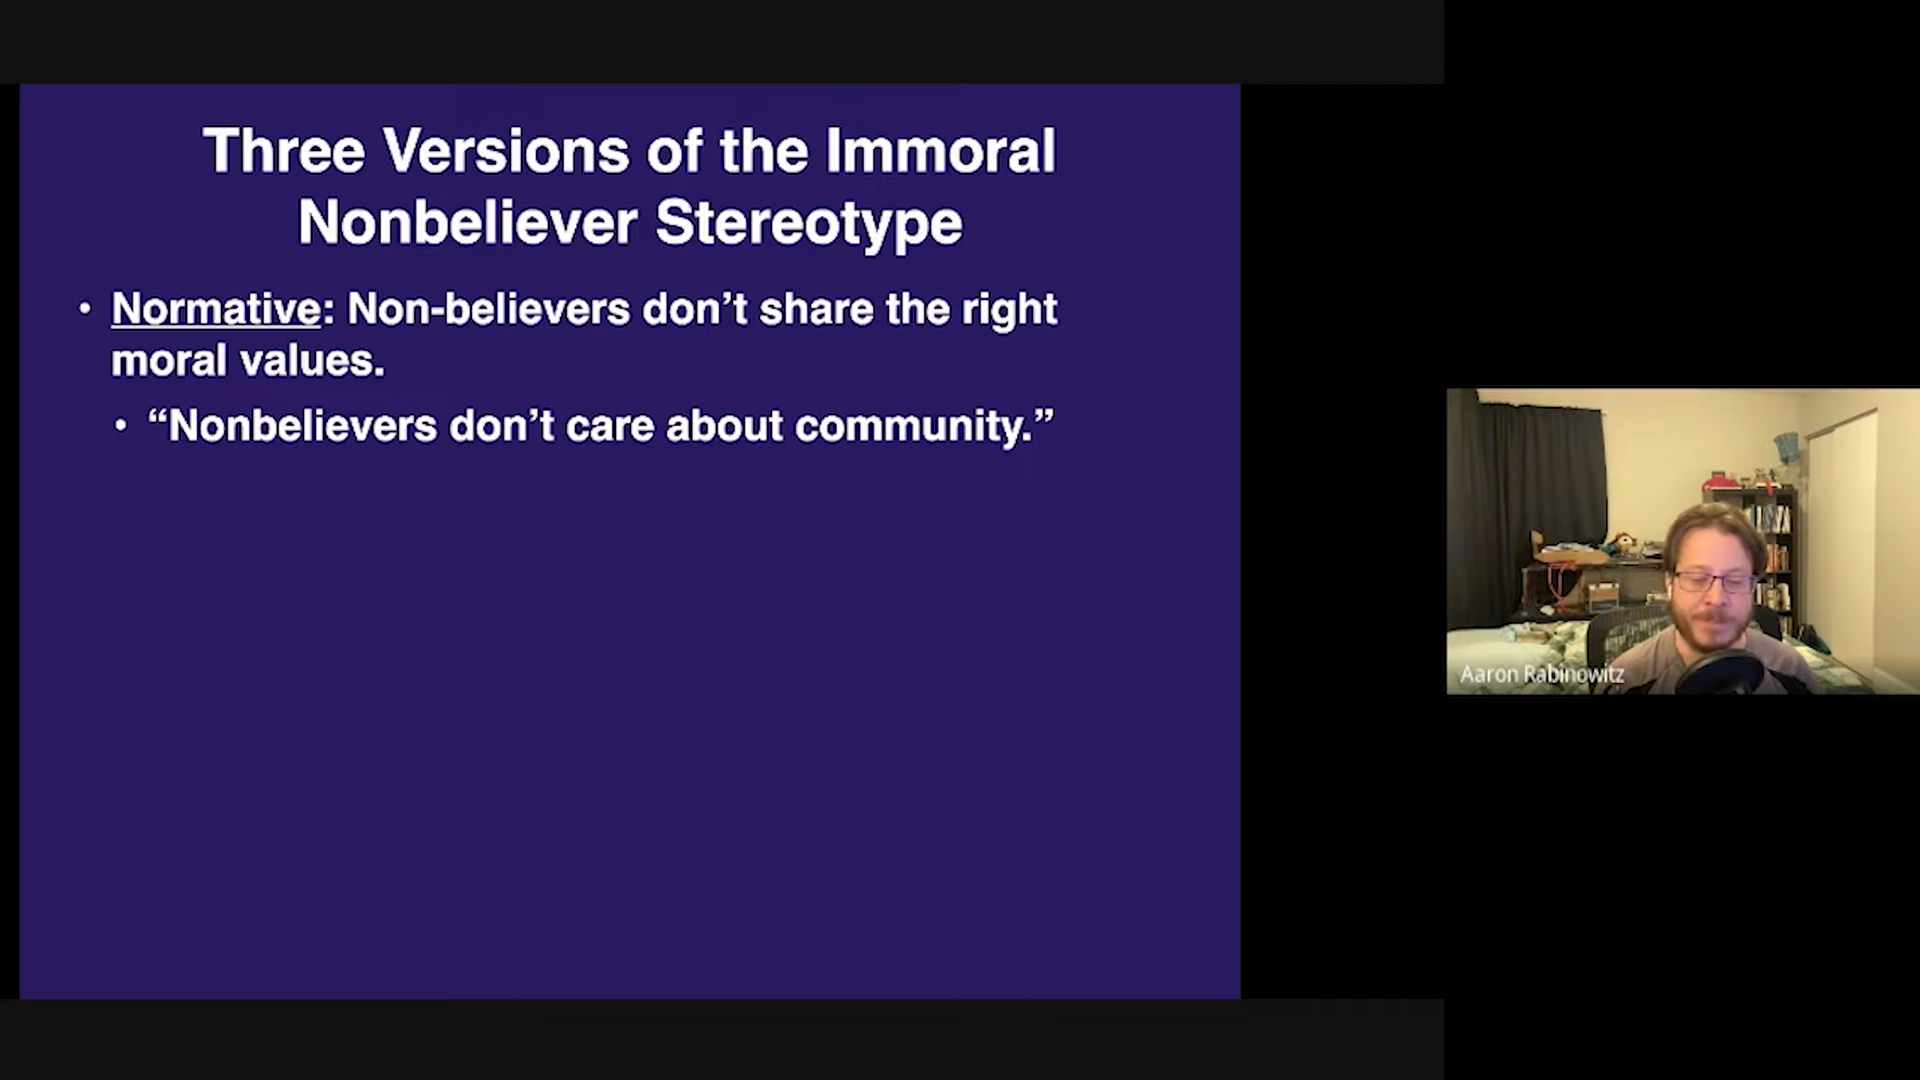 Three Versions of the Immoral
Nonbeliever Stereotype
• Normative: Non-believers don’t share the right
moral values.
• “Nonbelievers don’t care about community.”
Aaron Rabinowitz